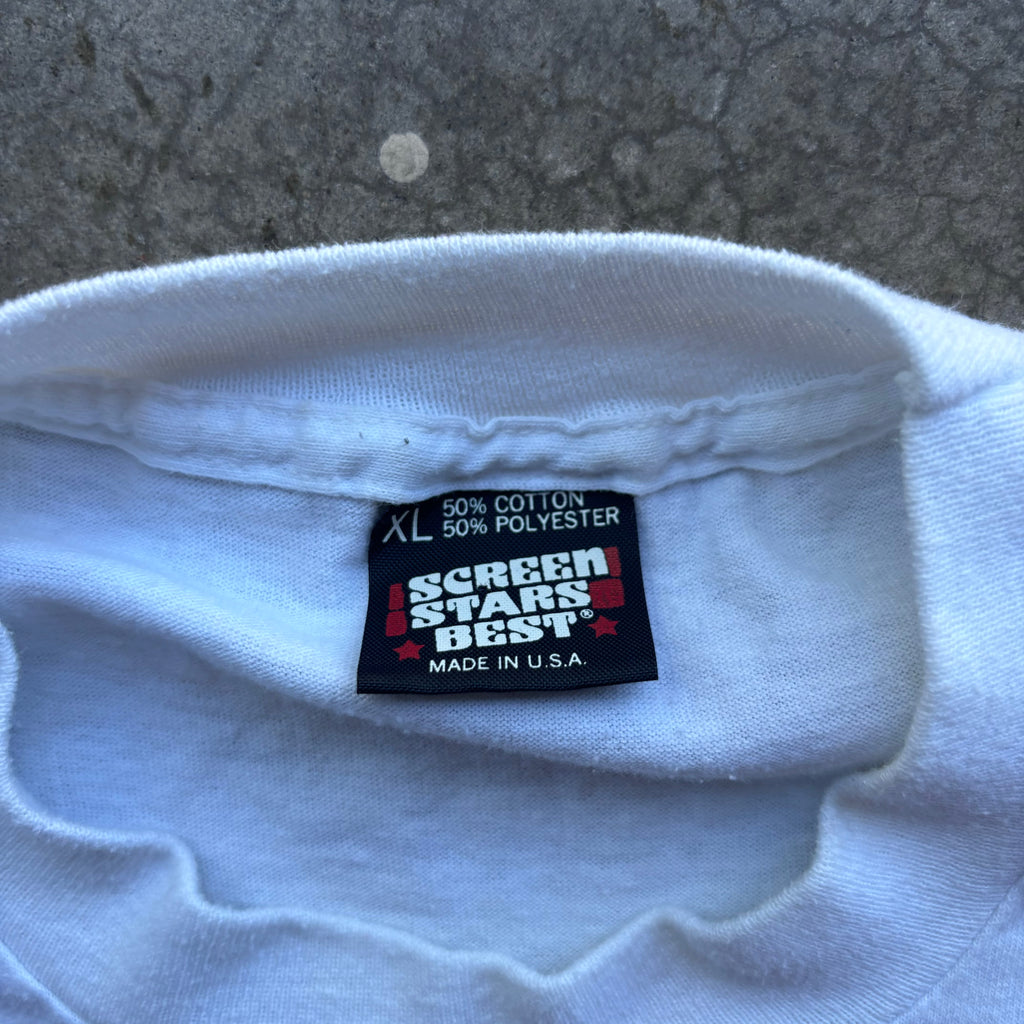 XL
50% COTTON
50% POLYESTER
SCREEN
STARS
BEST®
MADE IN U.S.A.